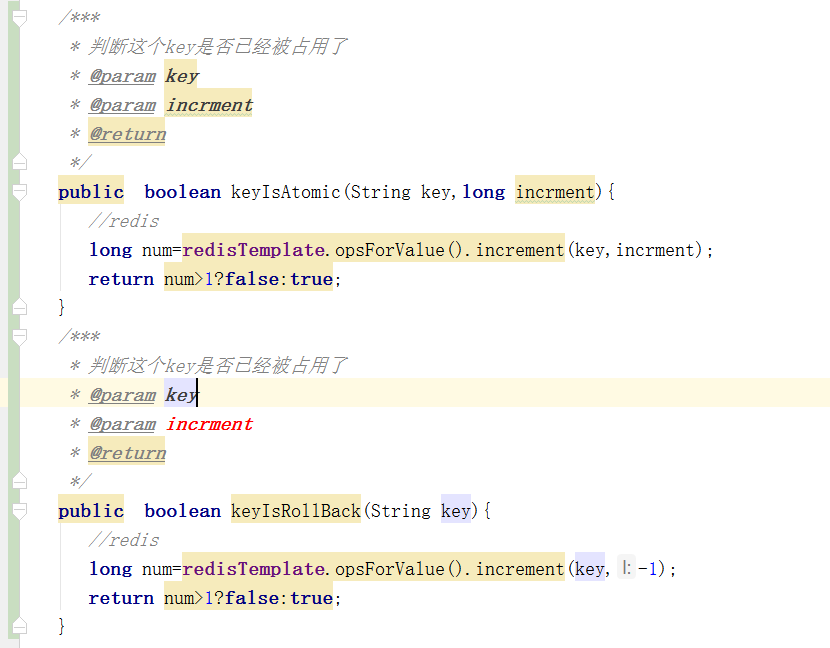 /***
* 判断这个key是否已经被占用了
* @param key
* @param incrment
* @return
*/
public boolean keyIsAtomic(String key,long incrment){
//redis
long num=redisTemplate.opsForValue().increment(key,incrment);
return num>1?false:true;
}
/***
* 判断这个key是否已经被占用了
* @param key
* @param incrment
* @return
*/
public boolean keyIsRollBack(String key){
//redis
long num=redisTemplate.opsForValue().increment(key, l: -1);
return num>1?false:true;
}